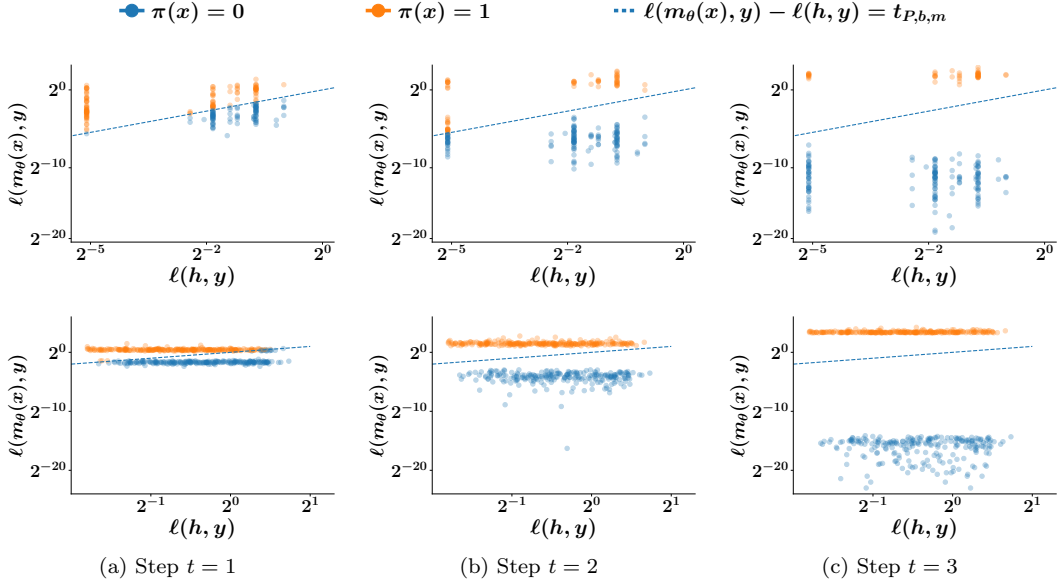 π(x) = 0 π(x) = 1 ℓ(m_θ(x), y) − ℓ(h, y) = t_{P,b,m}
ℓ(m_θ(x), y)
2^0
2^{−10}
2^{−20}
2^{−5} 2^{−2} 2^0
ℓ(h, y)
ℓ(m_θ(x), y)
2^0
2^{−10}
2^{−20}
2^{−5} 2^{−2} 2^0
ℓ(h, y)
ℓ(m_θ(x), y)
2^0
2^{−10}
2^{−20}
2^{−5} 2^{−2} 2^0
ℓ(h, y)
ℓ(m_θ(x), y)
2^0
2^{−10}
2^{−20}
2^{−1} 2^0 2^1
ℓ(h, y)
ℓ(m_θ(x), y)
2^0
2^{−10}
2^{−20}
2^{−1} 2^0 2^1
ℓ(h, y)
ℓ(m_θ(x), y)
2^0
2^{−10}
2^{−20}
2^{−1} 2^0 2^1
ℓ(h, y)
(a) Step t = 1
(b) Step t = 2
(c) Step t = 3